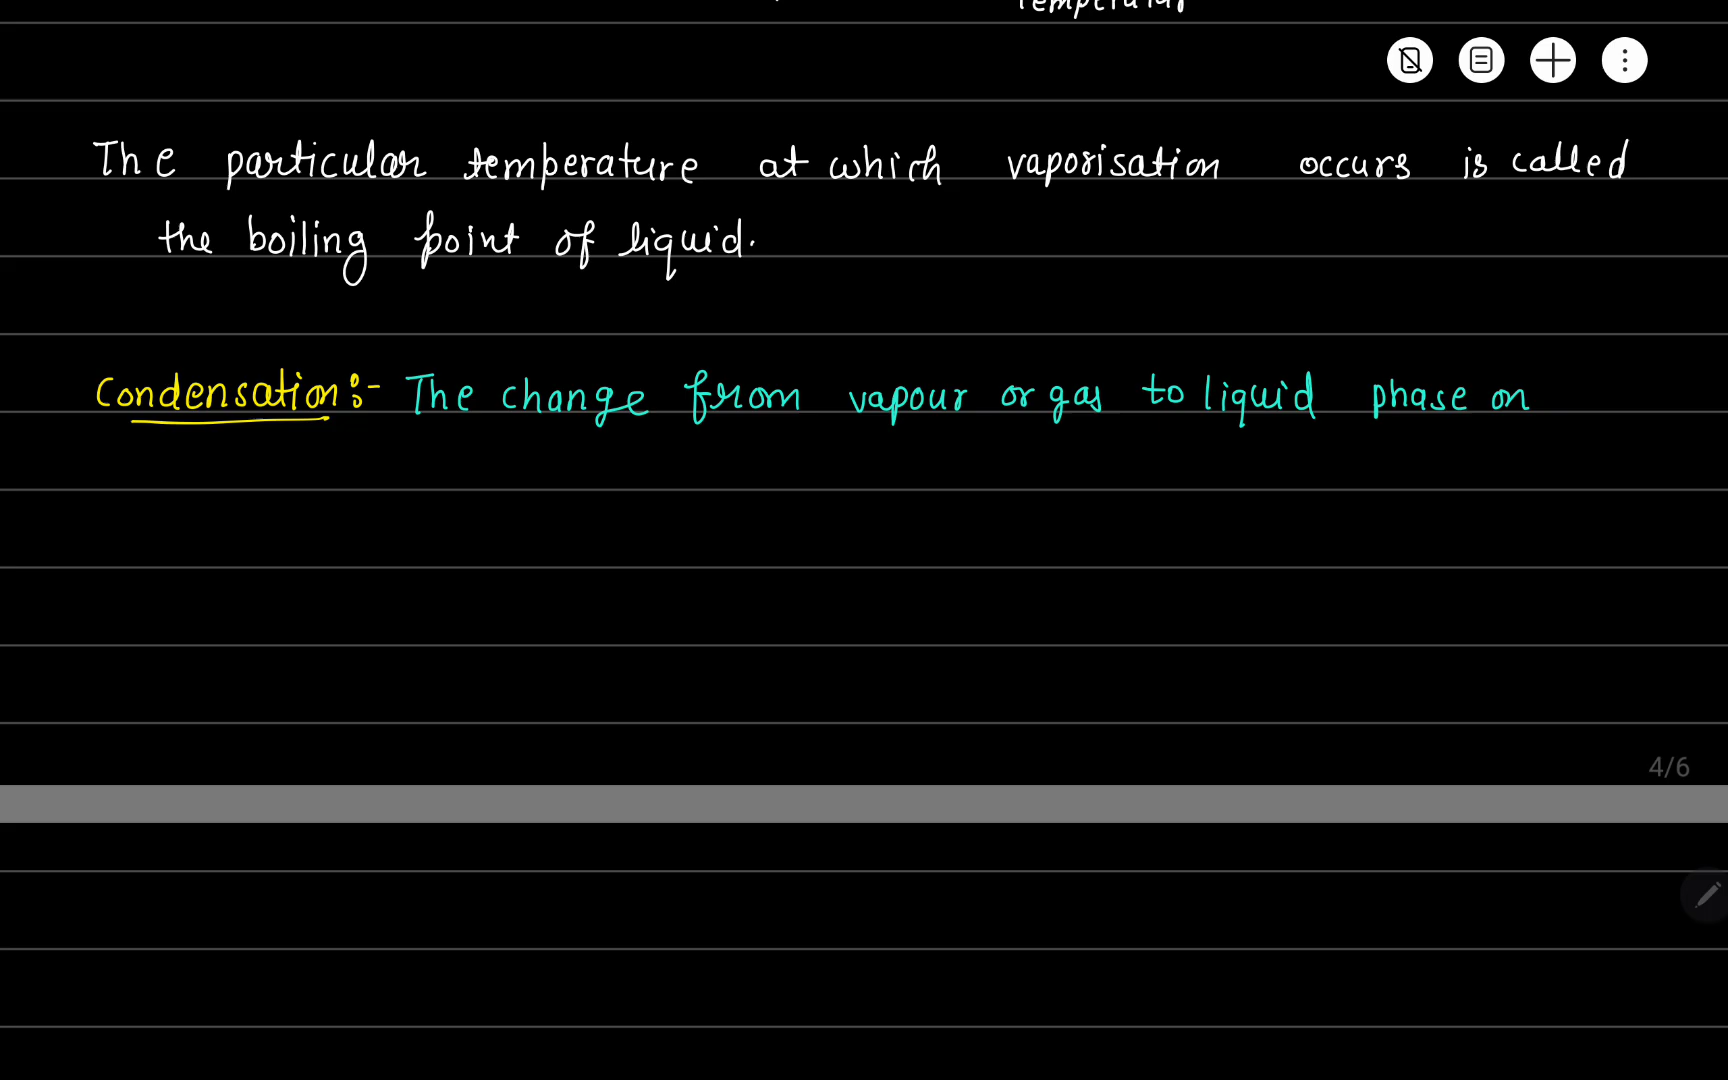 The particular temperature at which vaporisation occurs is called
the boiling point of liquid.
Condensation:- The change from vapour or gas to liquid phase on
4/6